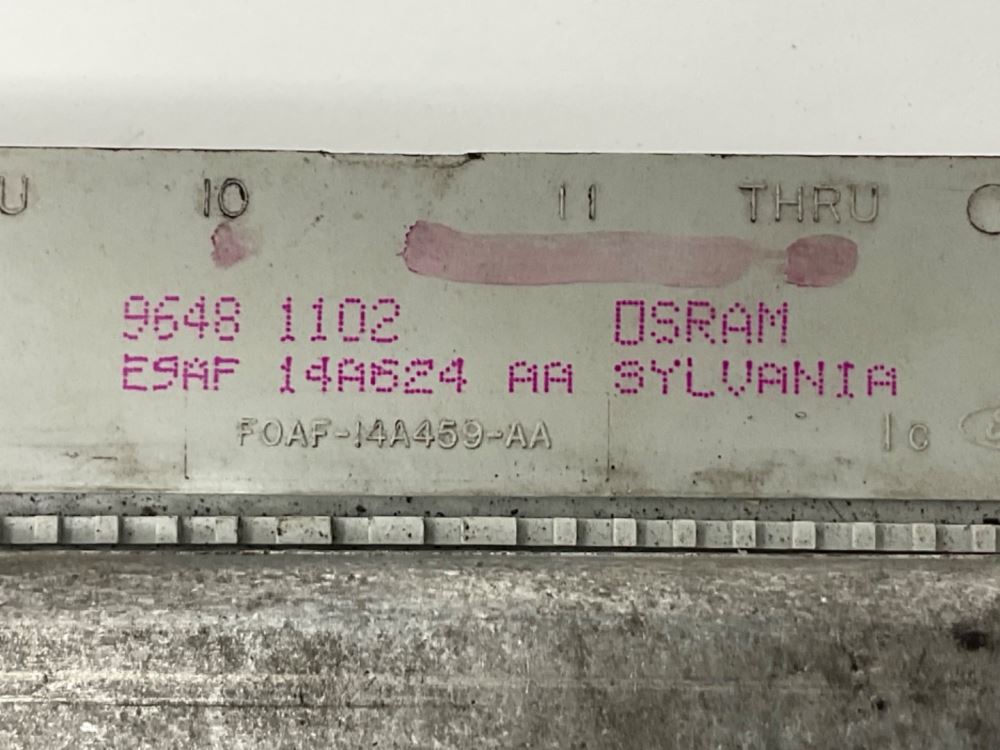 U 10 11 THRU
9648 1102 OSRAM
E9AF 14A624 AA SYLVANIA
F0AF-14A459-AA 1c